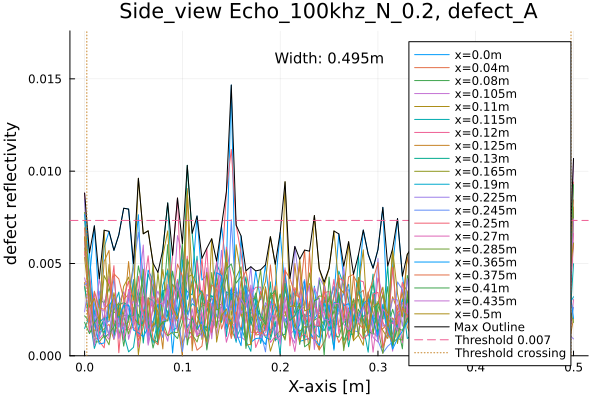 Side_view Echo_100khz_N_0.2, defect_A
Width: 0.495m
0.015
0.010
0.005
0.000
defect reflectivity
0.0
0.1
0.2
0.3
0.4
0.5
X-axis [m]
x=0.0m
x=0.04m
x=0.08m
x=0.105m
x=0.11m
x=0.115m
x=0.12m
x=0.125m
x=0.13m
x=0.165m
x=0.19m
x=0.225m
x=0.245m
x=0.25m
x=0.27m
x=0.285m
x=0.365m
x=0.375m
x=0.41m
x=0.435m
x=0.5m
Max Outline
Threshold 0.007
Threshold crossing